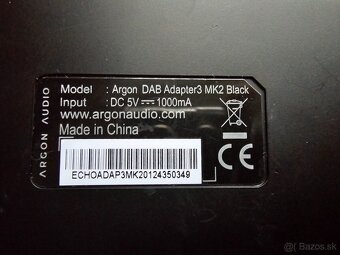 ARGON AUDIO
Model : Argon DAB Adapter3 MK2 Black
Input : DC 5V ⎓ 1000mA
www.argonaudio.com
Made in China
CE
ECHOADAP3MK20124350349
Bazos.sk